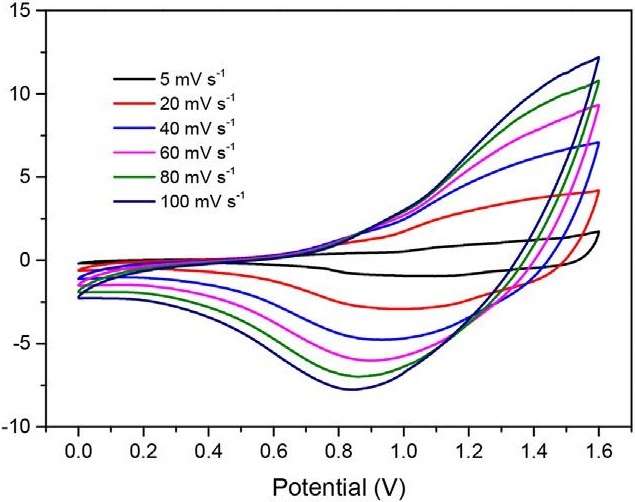 15
10
5
0
-5
-10
5 mV s⁻¹
20 mV s⁻¹
40 mV s⁻¹
60 mV s⁻¹
80 mV s⁻¹
100 mV s⁻¹
0.0 0.2 0.4 0.6 0.8 1.0 1.2 1.4 1.6
Potential (V)